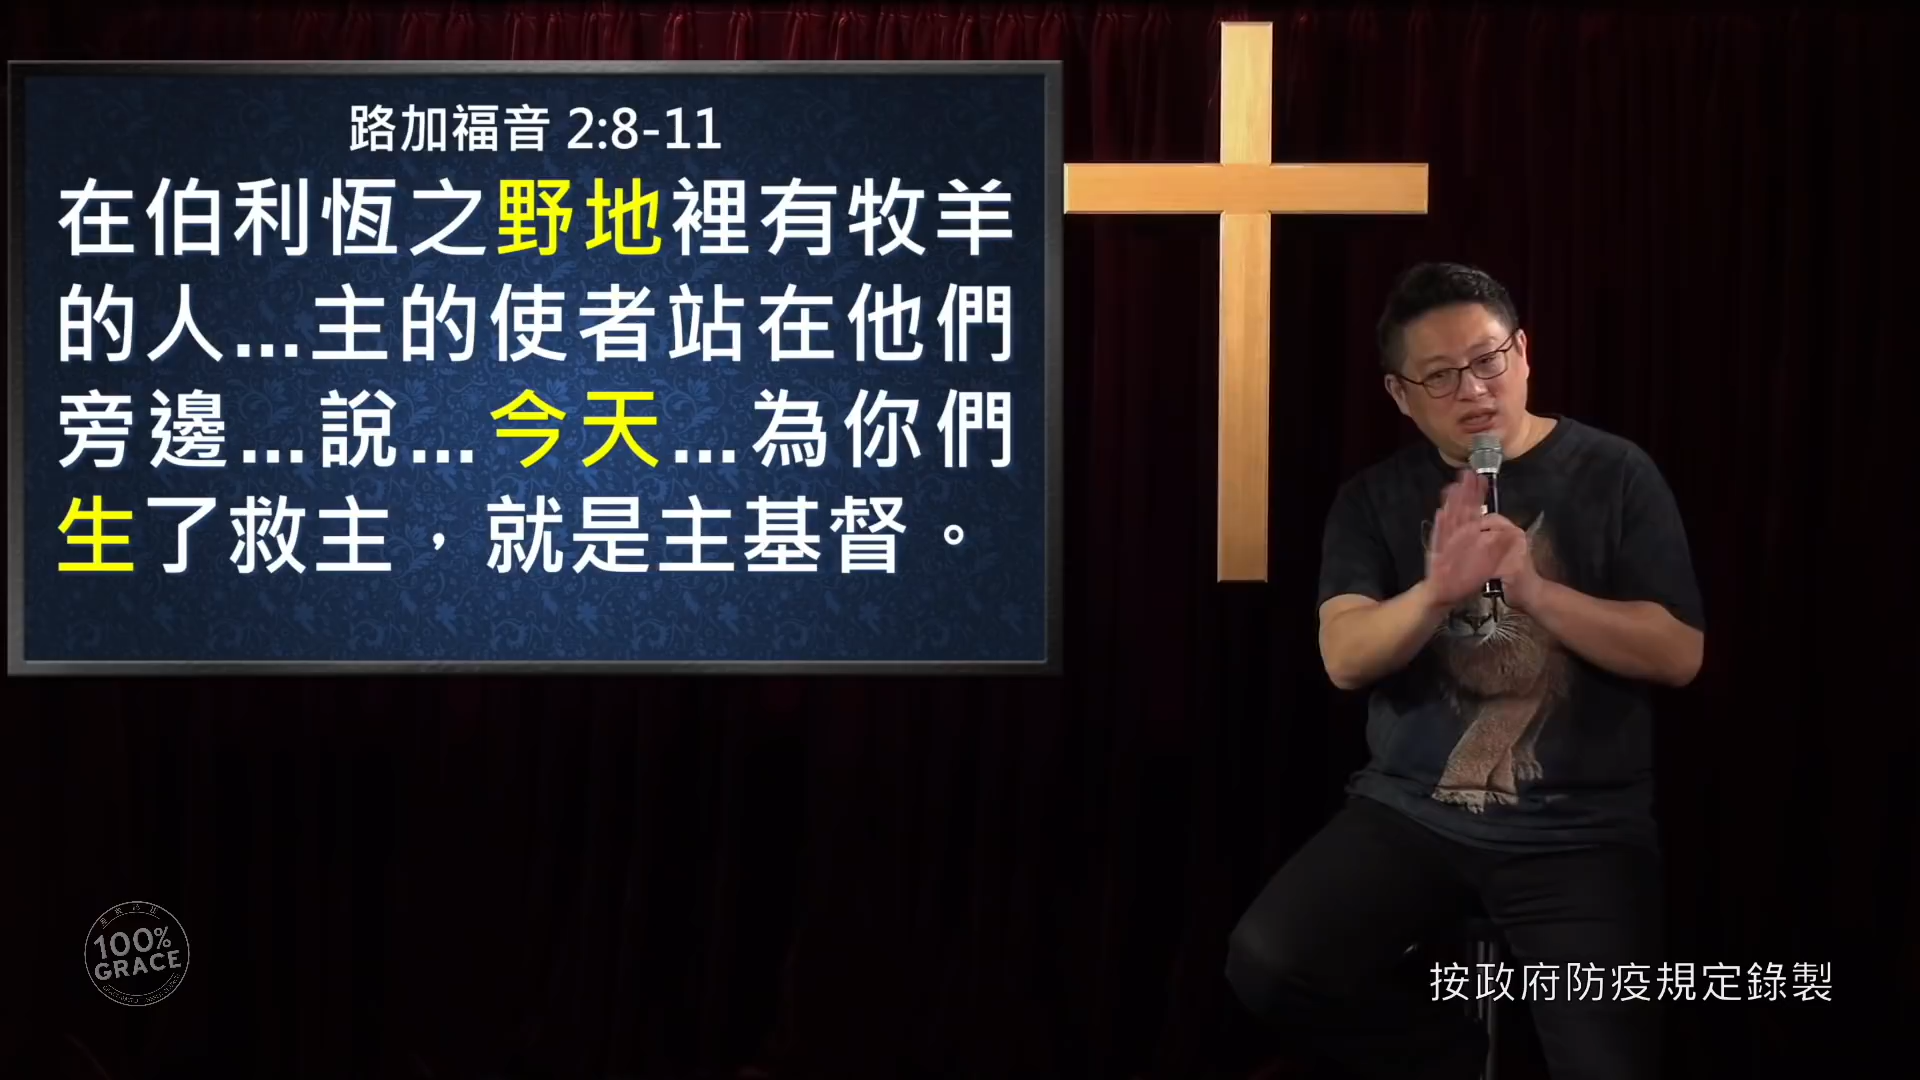 路加福音 2:8-11
在伯利恆之野地裡有牧羊
的人...主的使者站在他們
旁邊...說...今天...為你們
生了救主，就是主基督。
100%
GRACE
按政府防疫規定錄製